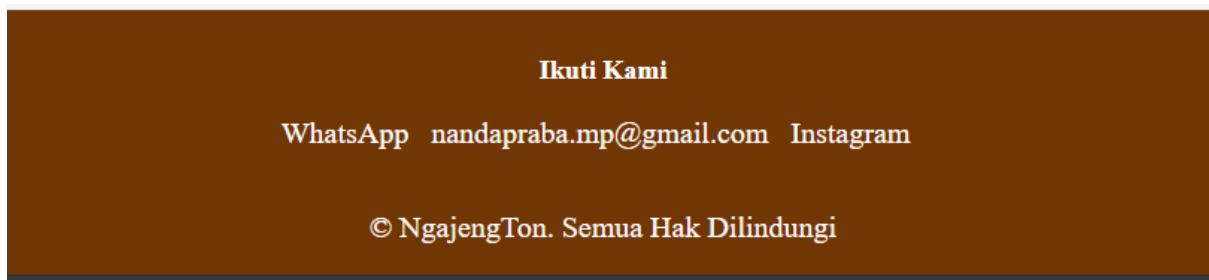 Ikuti Kami
WhatsApp nandapraba.mp@gmail.com Instagram
© NgajengTon. Semua Hak Dilindungi